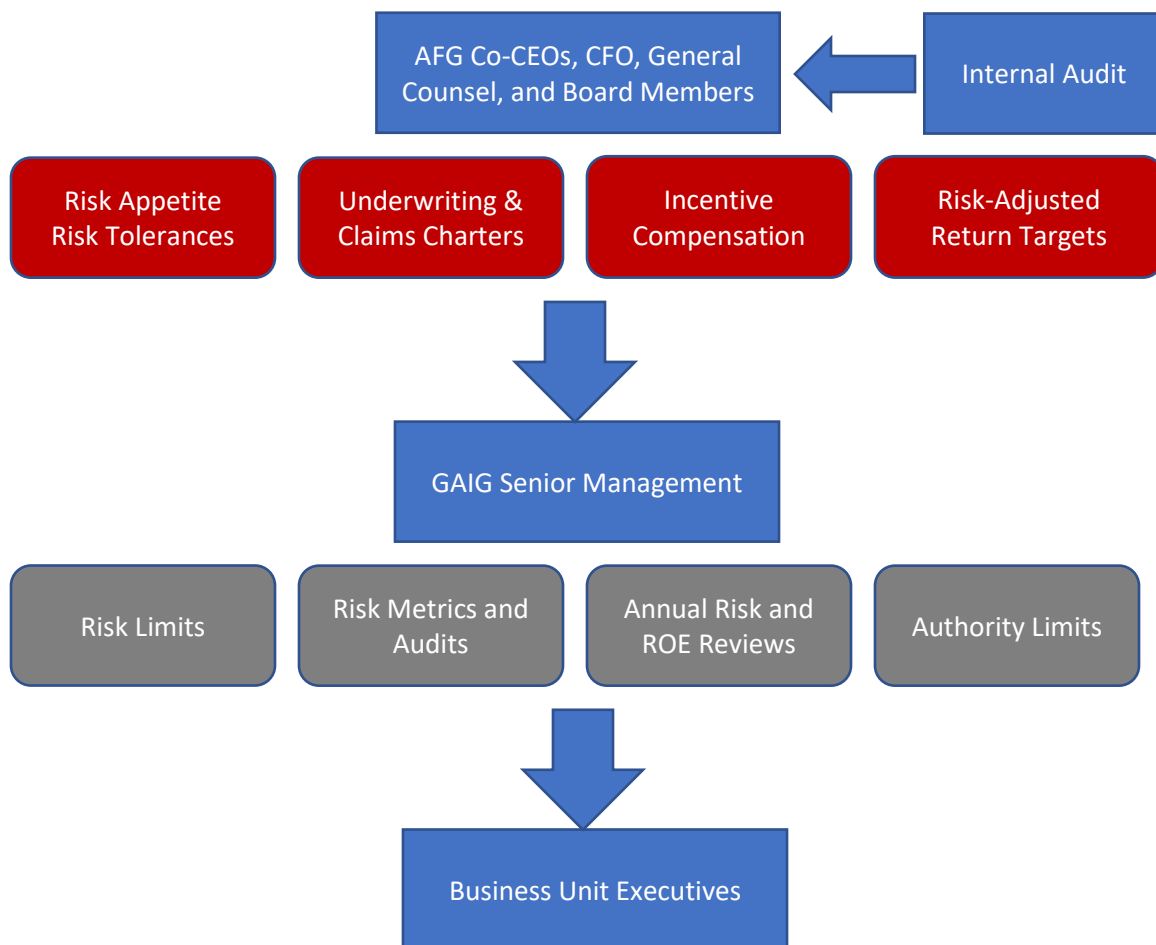 AFG Co-CEOs, CFO, General
Counsel, and Board Members
Internal Audit
Risk Appetite
Risk Tolerances
Underwriting &
Claims Charters
Incentive
Compensation
Risk-Adjusted
Return Targets
GAIG Senior Management
Risk Limits
Risk Metrics and
Audits
Annual Risk and
ROE Reviews
Authority Limits
Business Unit Executives